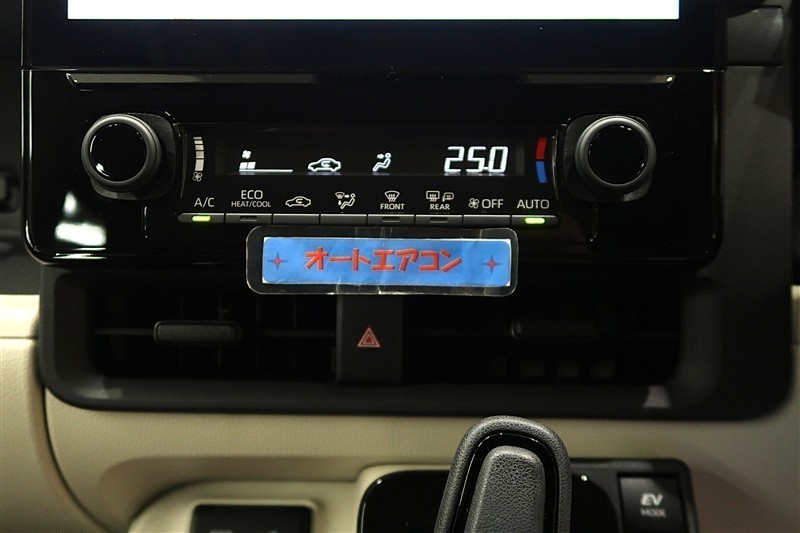 25.0
A/C ECO HEAT/COOL FRONT REAR OFF AUTO
オートエアコン
EV
MODE